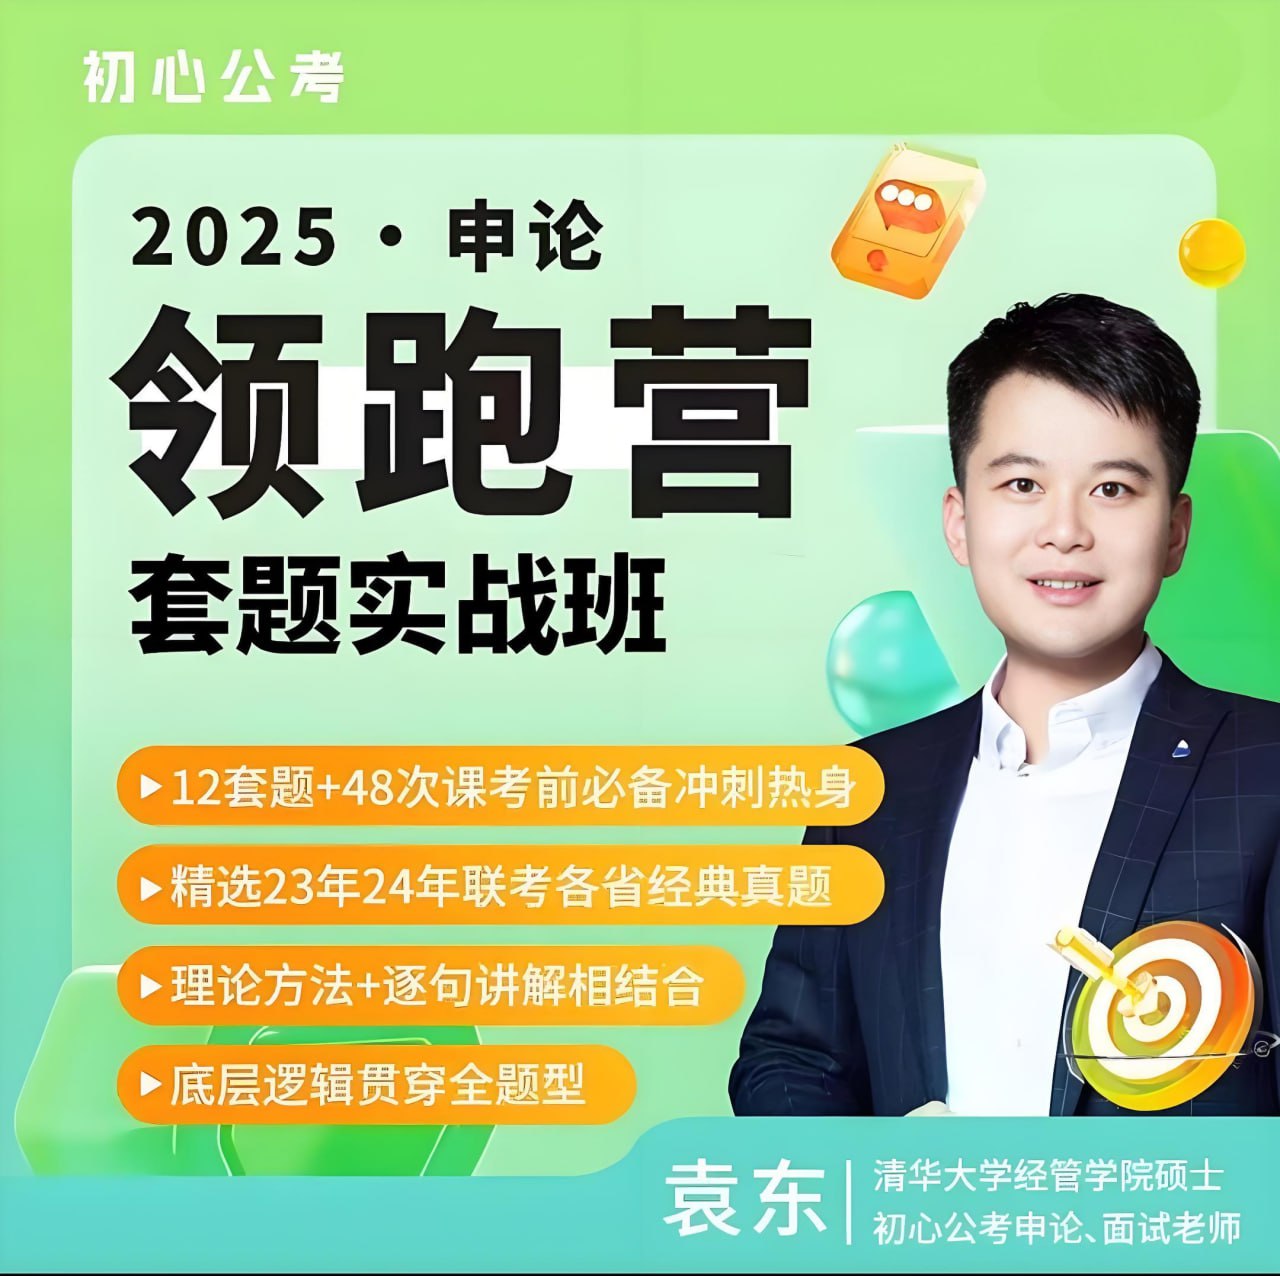 初心公考
2025·申论
领跑营
套题实战班
▶12套题+48次课考前必备冲刺热身
▶精选23年24年联考各省经典真题
▶理论方法+逐句讲解相结合
▶底层逻辑贯穿全题型
袁东
清华大学经管学院硕士
初心公考申论、面试老师